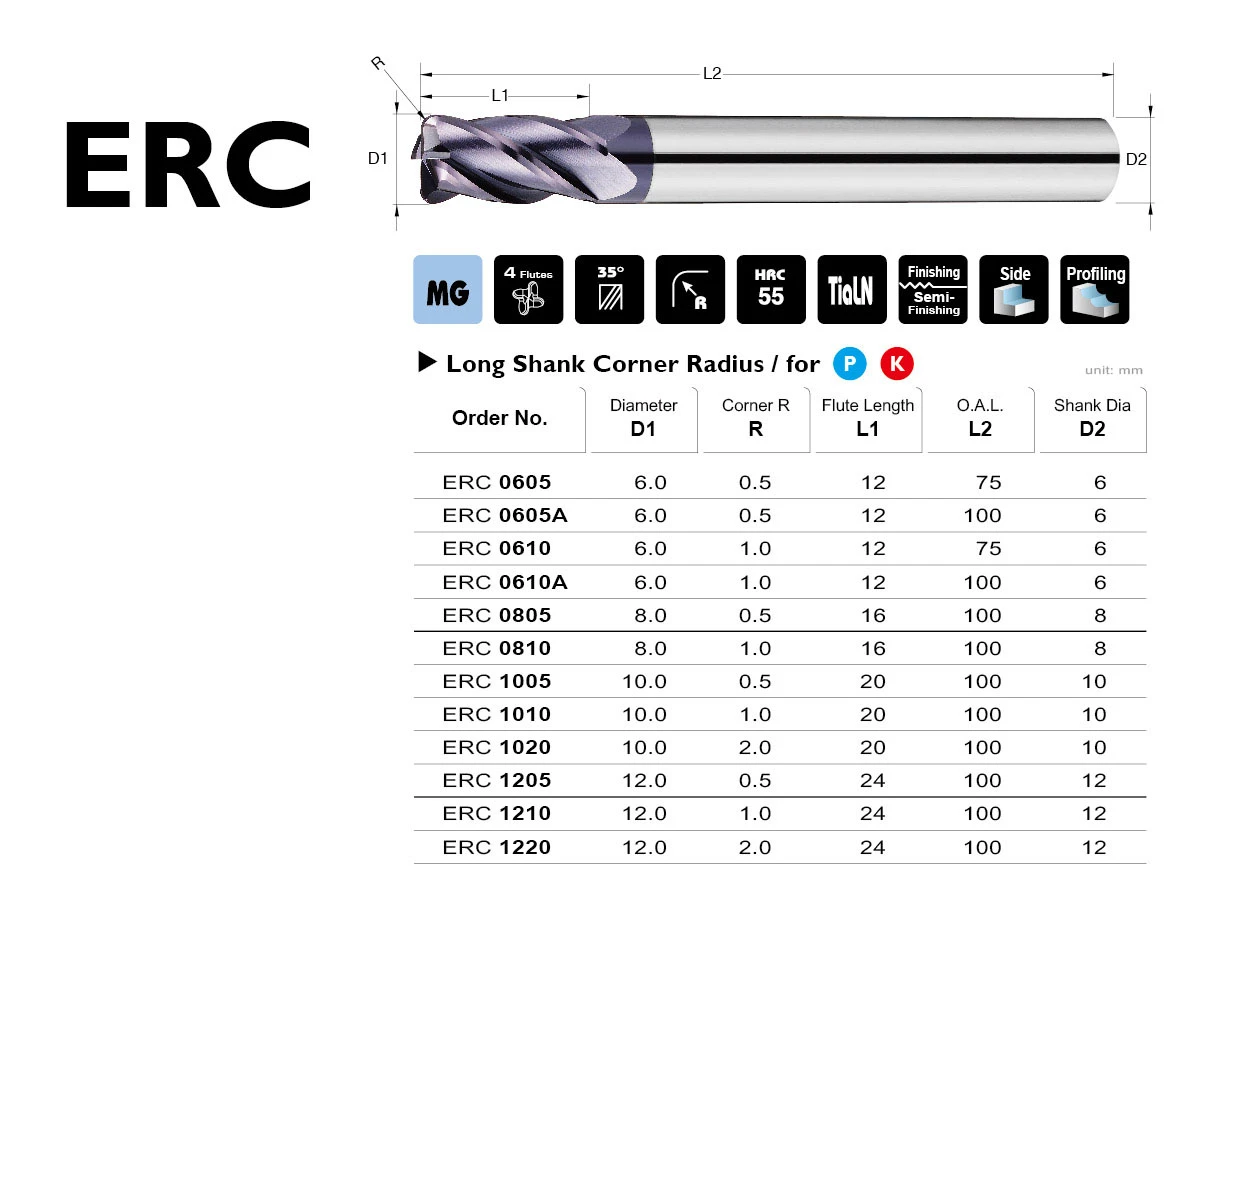 ERC
R
L2
L1
D1
D2
MG
4 Flutes
35°
R
HRC
55
TiaLN
Finishing
Semi-
Finishing
Side
Profiling
Long Shank Corner Radius / for P K
unit: mm
Order No. Diameter D1 Corner R R Flute Length L1 O.A.L. L2 Shank Dia D2
ERC 0605 6.0 0.5 12 75 6
ERC 0605A 6.0 0.5 12 100 6
ERC 0610 6.0 1.0 12 75 6
ERC 0610A 6.0 1.0 12 100 6
ERC 0805 8.0 0.5 16 100 8
ERC 0810 8.0 1.0 16 100 8
ERC 1005 10.0 0.5 20 100 10
ERC 1010 10.0 1.0 20 100 10
ERC 1020 10.0 2.0 20 100 10
ERC 1205 12.0 0.5 24 100 12
ERC 1210 12.0 1.0 24 100 12
ERC 1220 12.0 2.0 24 100 12